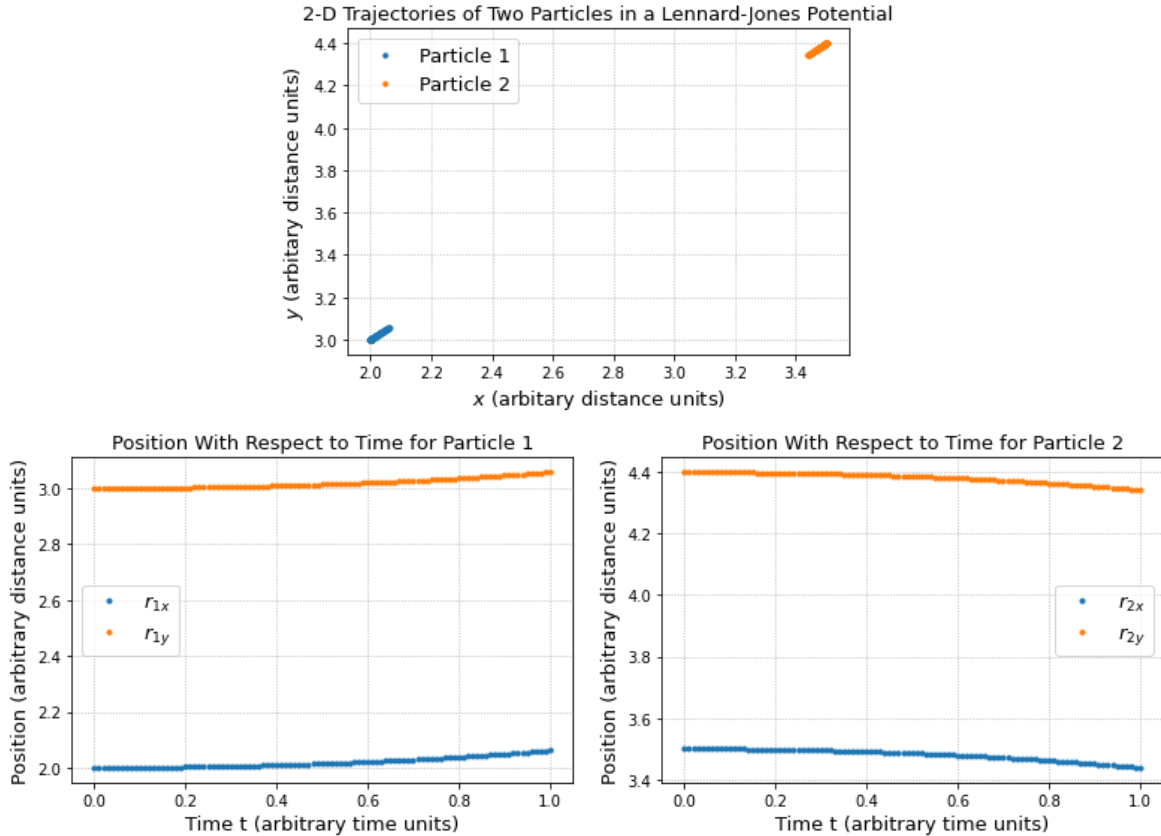 2-D Trajectories of Two Particles in a Lennard-Jones Potential
Particle 1
Particle 2
y (arbitary distance units)
4.4
4.2
4.0
3.8
3.6
3.4
3.2
3.0
2.0 2.2 2.4 2.6 2.8 3.0 3.2 3.4
x (arbitary distance units)
Position With Respect to Time for Particle 1
Position (arbitrary distance units)
3.0
2.8
2.6
2.4
2.2
2.0
r1x
r1y
0.0 0.2 0.4 0.6 0.8 1.0
Time t (arbitrary time units)
Position With Respect to Time for Particle 2
Position (arbitrary distance units)
4.4
4.2
4.0
3.8
3.6
3.4
r2x
r2y
0.0 0.2 0.4 0.6 0.8 1.0
Time t (arbitrary time units)